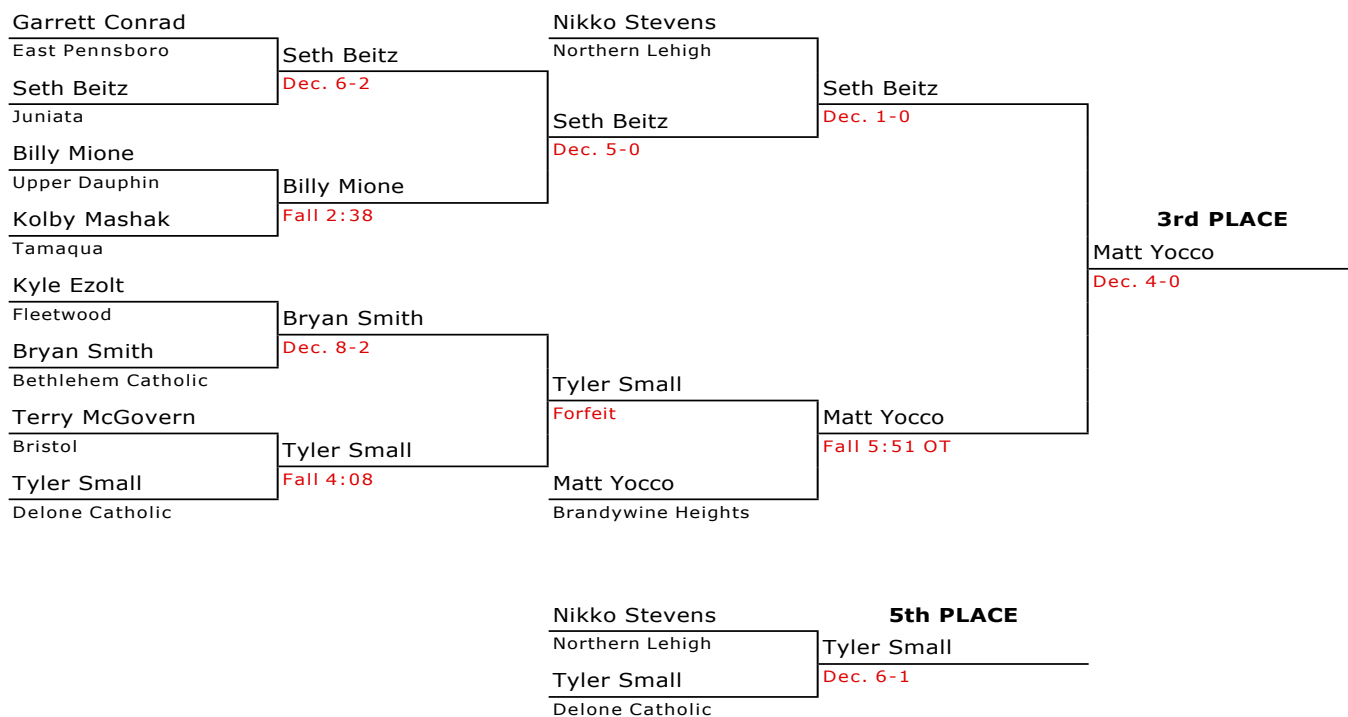 Garrett Conrad
East Pennsboro
Seth Beitz
Juniata
Billy Mione
Upper Dauphin
Kolby Mashak
Tamaqua
Kyle Ezolt
Fleetwood
Bryan Smith
Bethlehem Catholic
Terry McGovern
Bristol
Tyler Small
Delone Catholic
Seth Beitz
Dec. 6-2
Billy Mione
Fall 2:38
Bryan Smith
Dec. 8-2
Tyler Small
Fall 4:08
Nikko Stevens
Northern Lehigh
Seth Beitz
Dec. 5-0
Tyler Small
Forfeit
Matt Yocco
Brandywine Heights
Seth Beitz
Dec. 1-0
Matt Yocco
Fall 5:51 OT
3rd PLACE
Matt Yocco
Dec. 4-0
Nikko Stevens
Northern Lehigh
Tyler Small
Delone Catholic
5th PLACE
Tyler Small
Dec. 6-1